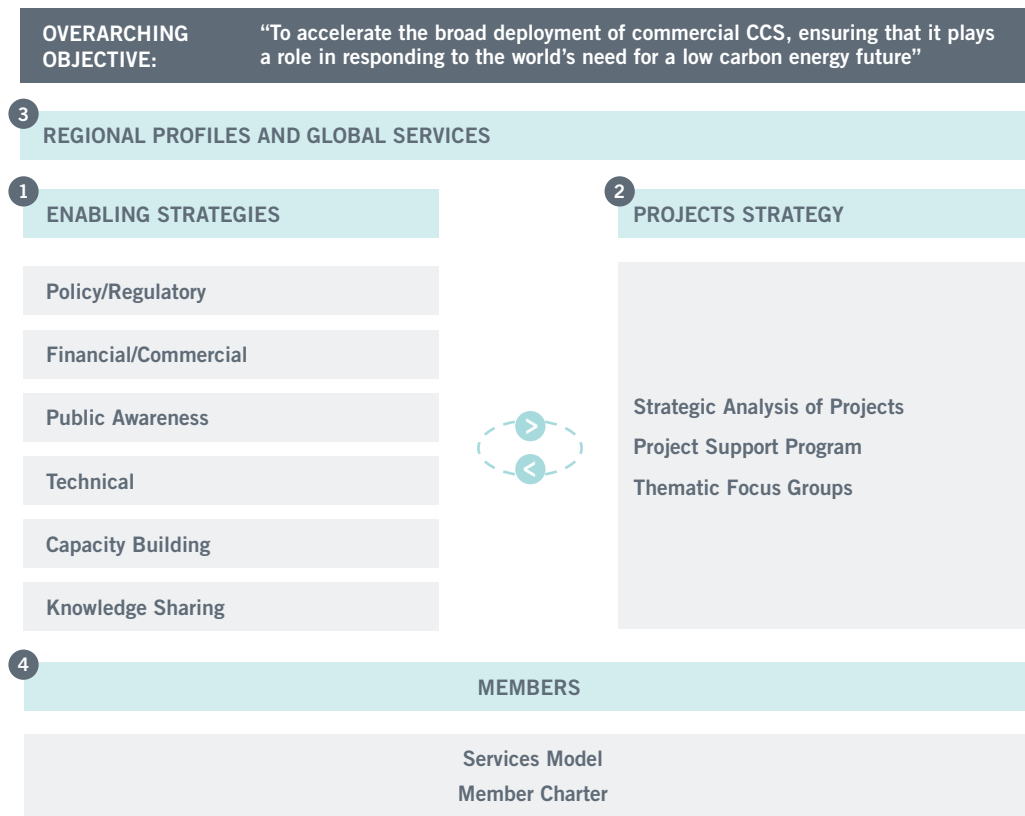 OVERARCHING OBJECTIVE:
“To accelerate the broad deployment of commercial CCS, ensuring that it plays
a role in responding to the world’s need for a low carbon energy future”
3
REGIONAL PROFILES AND GLOBAL SERVICES
1
ENABLING STRATEGIES
Policy/Regulatory
Financial/Commercial
Public Awareness
Technical
Capacity Building
Knowledge Sharing
>
<
2
PROJECTS STRATEGY
Strategic Analysis of Projects
Project Support Program
Thematic Focus Groups
4
MEMBERS
Services Model
Member Charter